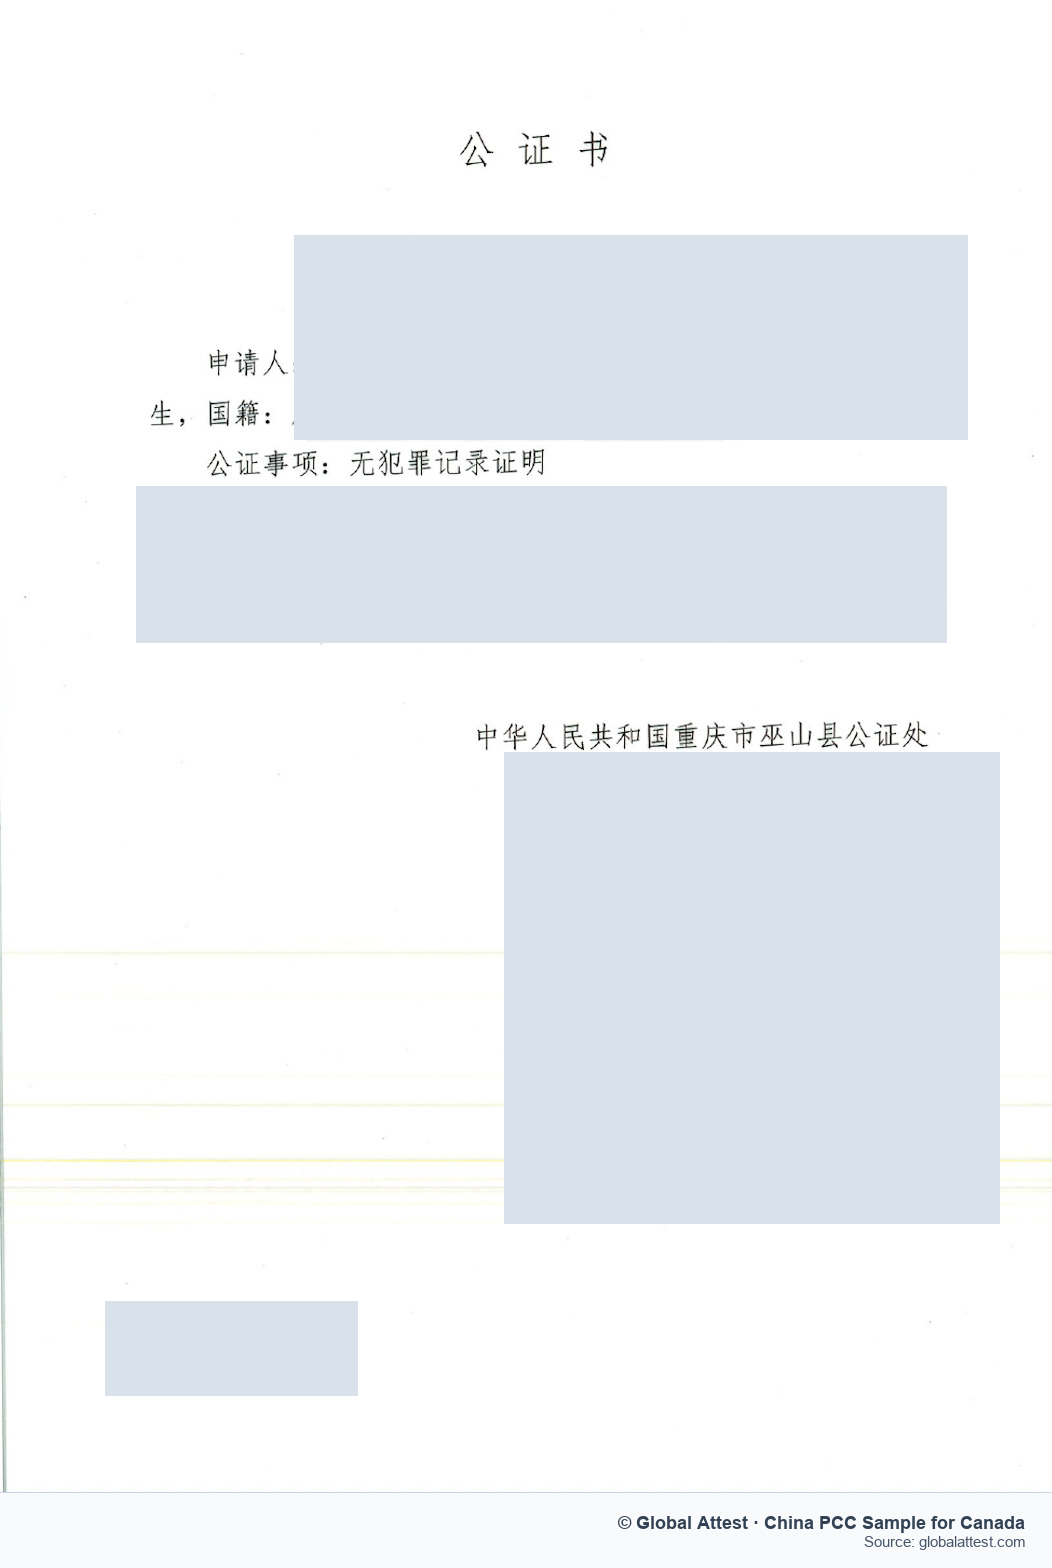 公 证 书
申请人：
生，国籍：
公证事项：无犯罪记录证明
中华人民共和国重庆市巫山县公证处
© Global Attest · China PCC Sample for Canada
Source: globalattest.com